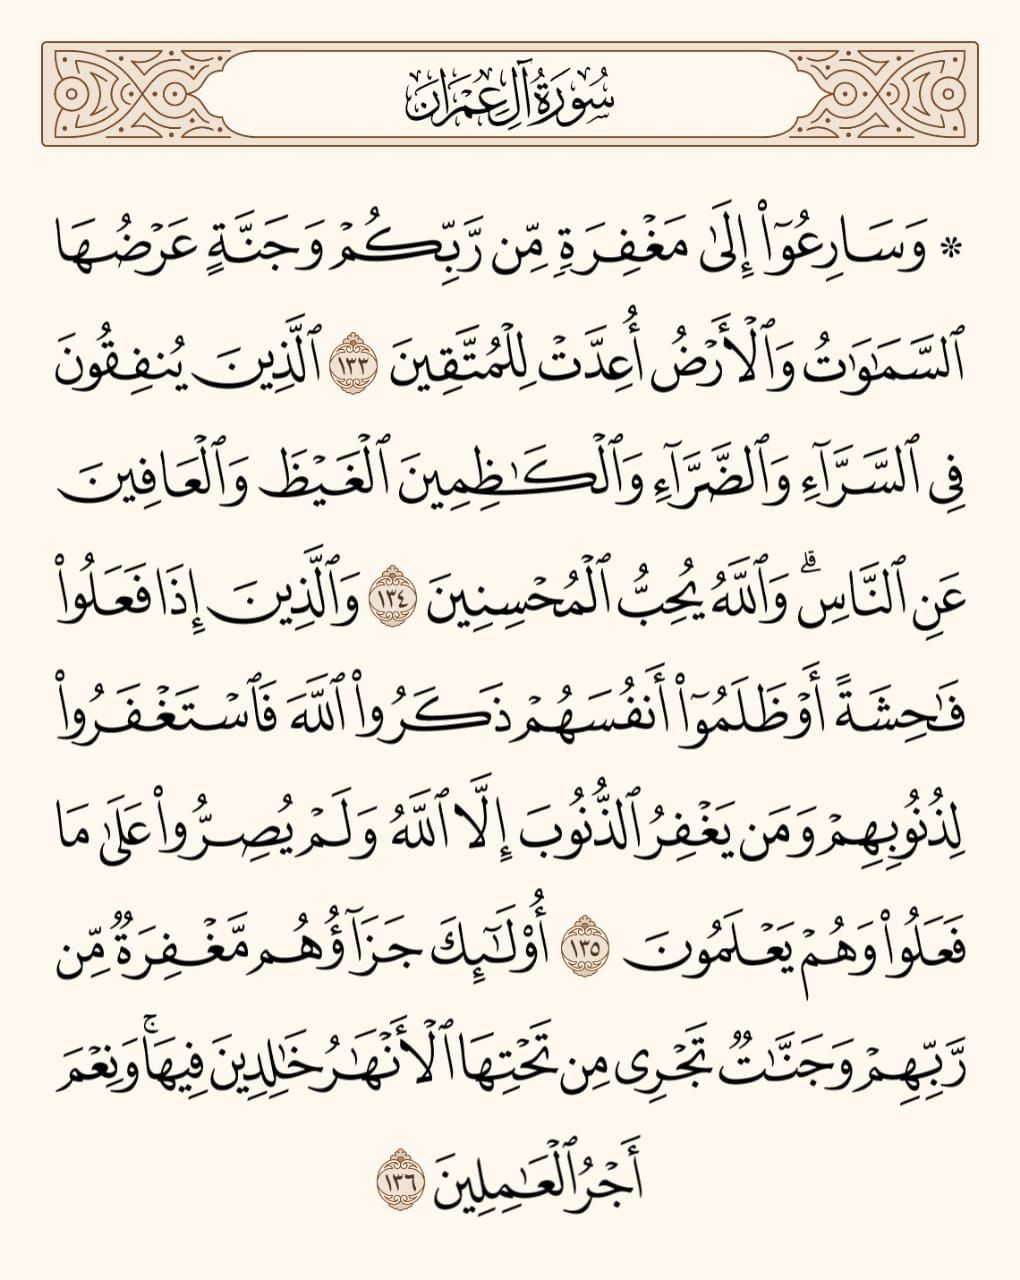 سُورَةُ آلِ عِمْرَان
* وَسَارِعُوٓا۟ إِلَىٰ مَغْفِرَةٍ مِّن رَّبِّكُمْ وَجَنَّةٍ عَرْضُهَا
ٱلسَّمَٰوَٰتُ وَٱلْأَرْضُ أُعِدَّتْ لِلْمُتَّقِينَ ١٣٣ ٱلَّذِينَ يُنفِقُونَ
فِى ٱلسَّرَّآءِ وَٱلضَّرَّآءِ وَٱلْكَٰظِمِينَ ٱلْغَيْظَ وَٱلْعَافِينَ
عَنِ ٱلنَّاسِ ۗ وَٱللَّهُ يُحِبُّ ٱلْمُحْسِنِينَ ١٣٤ وَٱلَّذِينَ إِذَا فَعَلُوا۟
فَٰحِشَةً أَوْ ظَلَمُوٓا۟ أَنفُسَهُمْ ذَكَرُوا۟ ٱللَّهَ فَٱسْتَغْفَرُوا۟
لِذُنُوبِهِمْ وَمَن يَغْفِرُ ٱلذُّنُوبَ إِلَّا ٱللَّهُ وَلَمْ يُصِرُّوا۟ عَلَىٰ مَا
فَعَلُوا۟ وَهُمْ يَعْلَمُونَ ١٣٥ أُو۟لَٰٓئِكَ جَزَآؤُهُم مَّغْفِرَةٌ مِّن
رَّبِّهِمْ وَجَنَّٰتٌ تَجْرِى مِن تَحْتِهَا ٱلْأَنْهَٰرُ خَٰلِدِينَ فِيهَا ۚ وَنِعْمَ
أَجْرُ ٱلْعَٰمِلِينَ ١٣٦